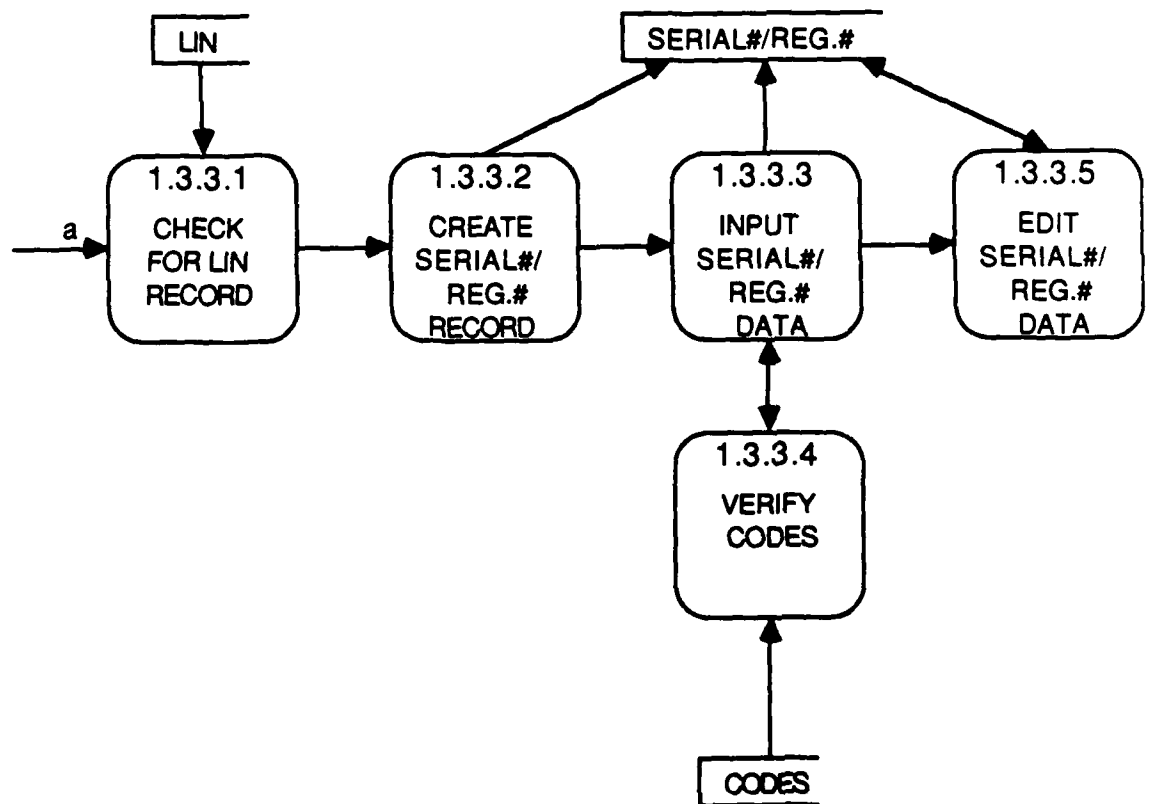 LIN
SERIAL#/REG.#
a
1.3.3.1
CHECK
FOR LIN
RECORD
1.3.3.2
CREATE
SERIAL#/
REG.#
RECORD
1.3.3.3
INPUT
SERIAL#/
REG.#
DATA
1.3.3.5
EDIT
SERIAL#/
REG.#
DATA
1.3.3.4
VERIFY
CODES
CODES